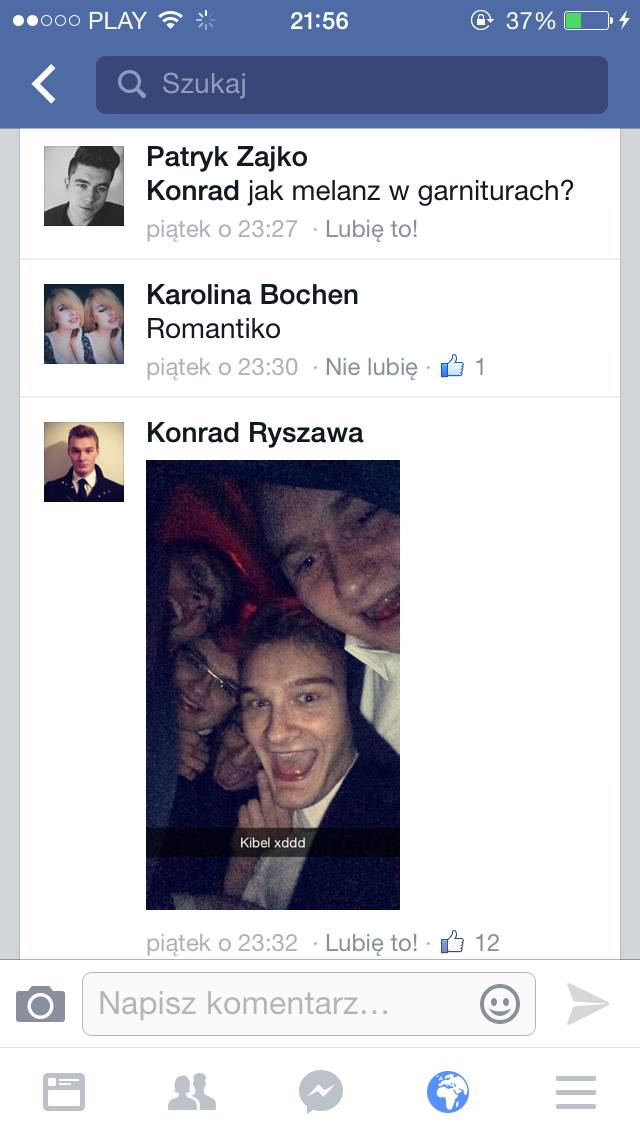 PLAY 21:56 37%
Szukaj
Patryk Zajko
Konrad jak melanz w garniturach?
piątek o 23:27 · Lubię to!
Karolina Bochen
Romantiko
piątek o 23:30 · Nie lubię · 1
Konrad Ryszawa
Kibel xddd
piątek o 23:32 · Lubię to! · 12
Napisz komentarz...